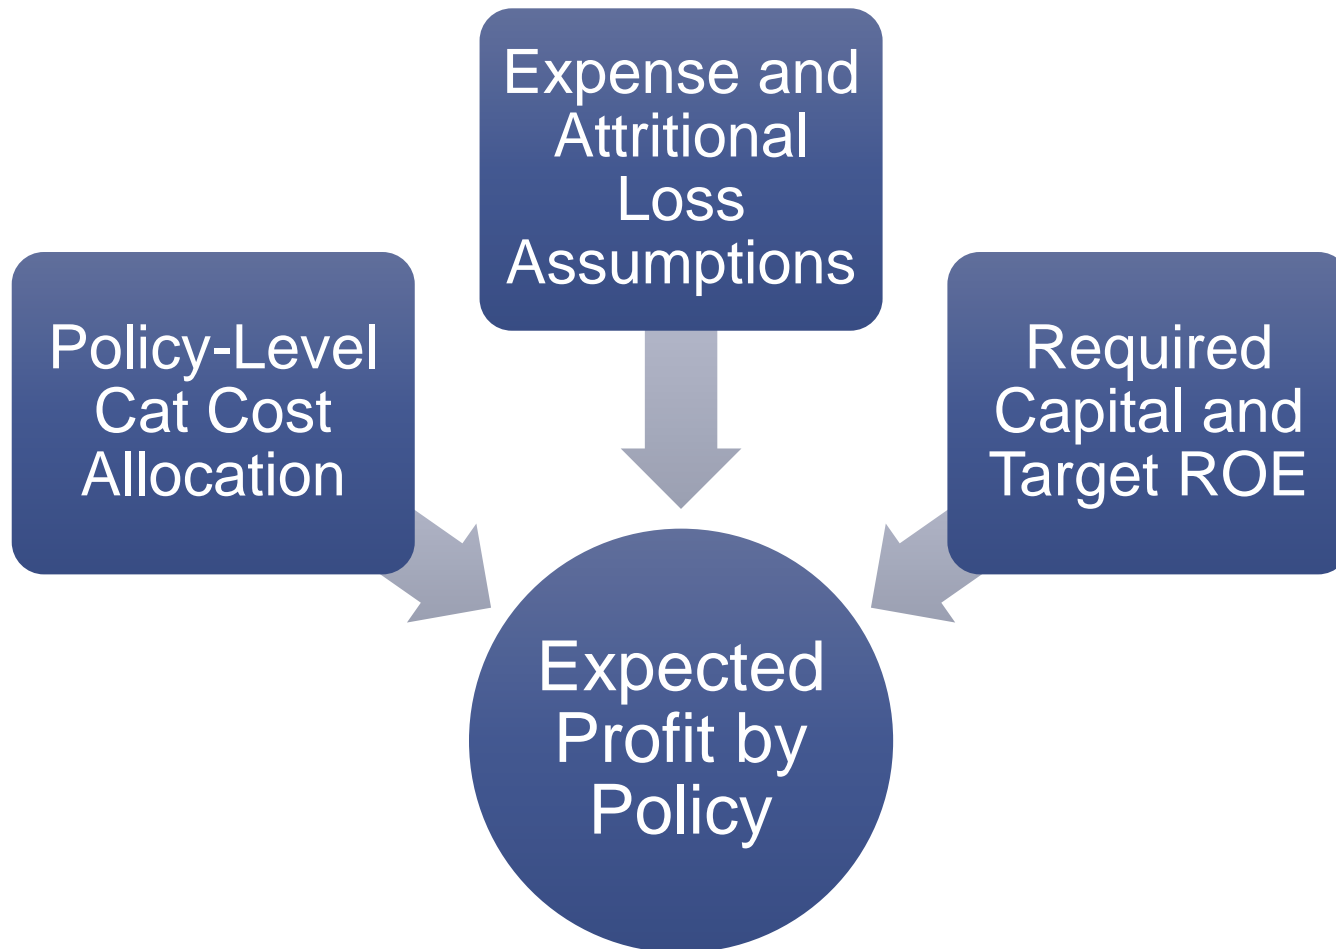 Expense and
Attritional
Loss
Assumptions
Policy-Level
Cat Cost
Allocation
Required
Capital and
Target ROE
Expected
Profit by
Policy